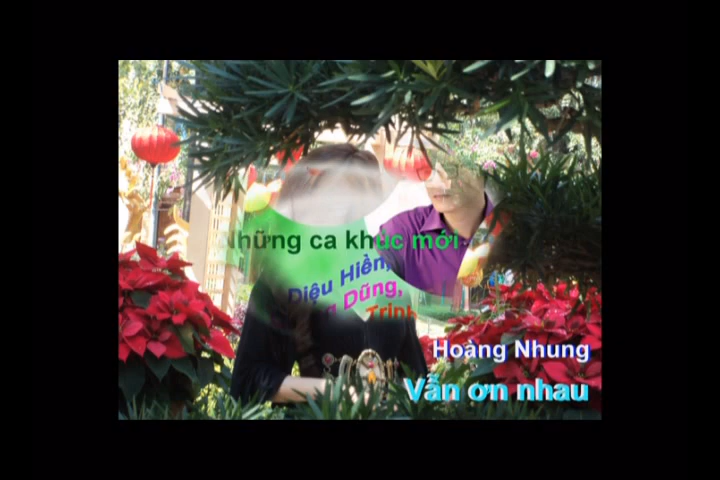 Những ca khúc mới
Diệu Hiền,
Dũng,
Trinh
Hoàng Nhung
Vẫn ơn nhau